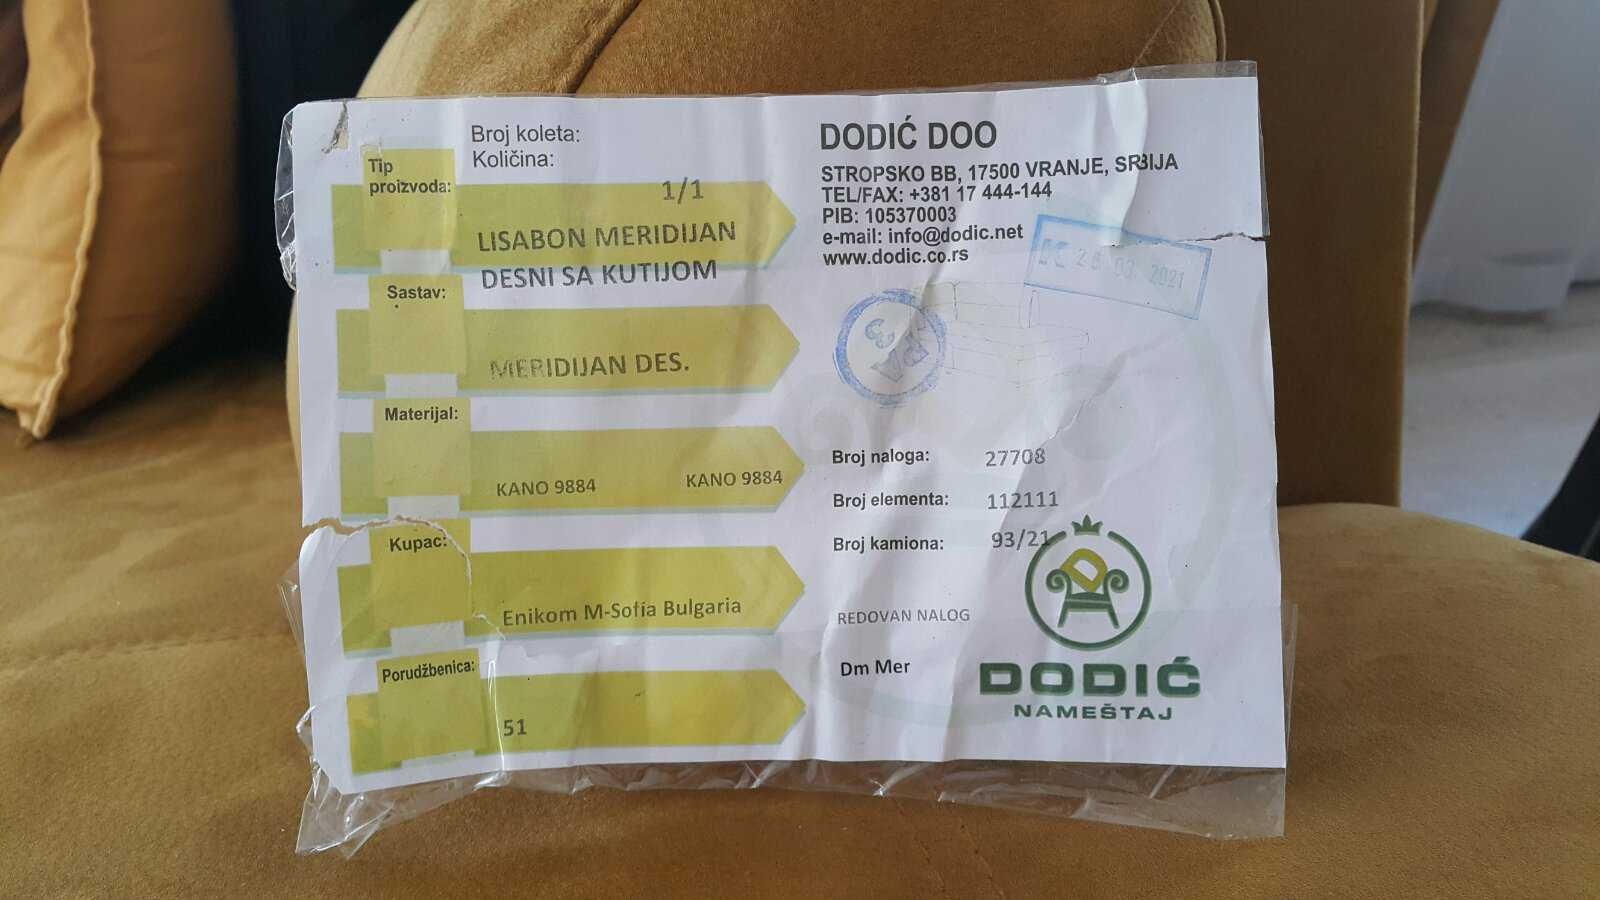 Broj koleta:
Količina:
Tip
proizvoda:
1/1
LISABON MERIDIJAN
DESNI SA KUTIJOM
Sastav:
MERIDIJAN DES.
Materijal:
KANO 9884 KANO 9884
Kupac:
Enikom M-Sofia Bulgaria
Porudžbenica:
51
DODIĆ DOO
STROPSKO BB, 17500 VRANJE, SRBIJA
TEL/FAX: +381 17 444-144
PIB: 105370003
e-mail: info@dodic.net
www.dodic.co.rs
2021
3
Broj naloga: 27708
Broj elementa: 112111
Broj kamiona: 93/21
REDOVAN NALOG
Dm Mer
D
DODIĆ
NAMEŠTAJ